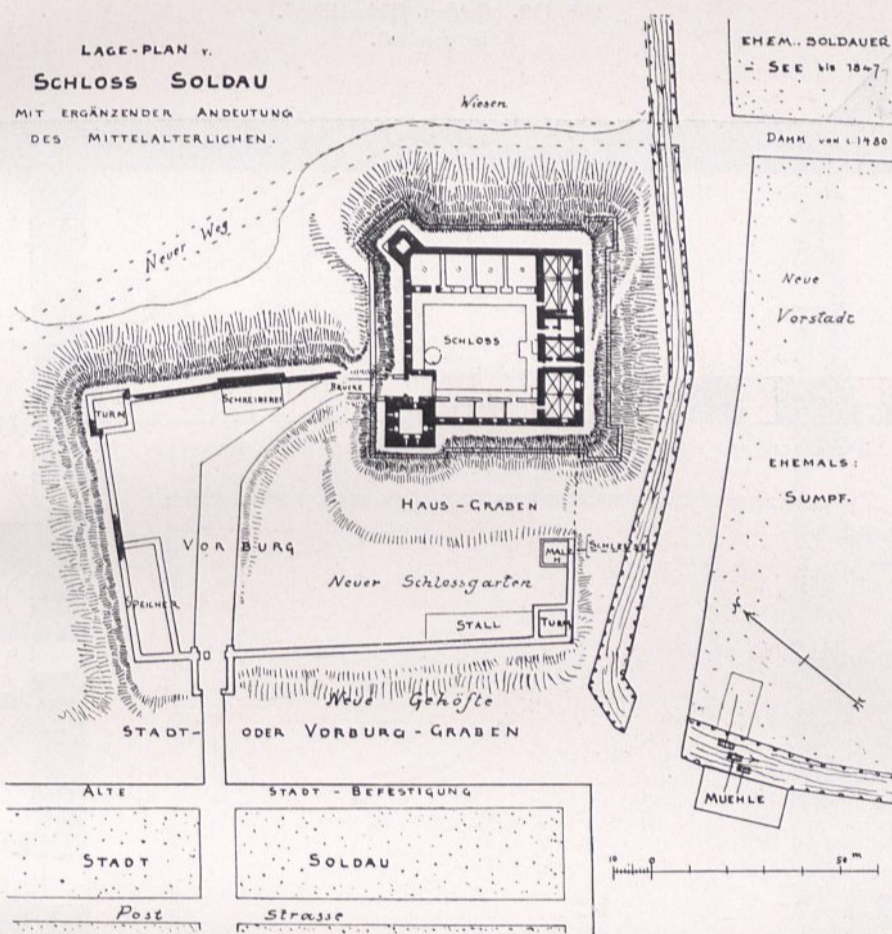 LAGE-PLAN v.
SCHLOSS SOLDAU
MIT ERGÄNZENDER ANDEUTUNG
DES MITTELALTERLICHEN.
EHEM. SOLDAUER
- SEE bis 1847
Wiesen
DAMM von c. 1480
Neuer Weg
Neue
Vorstadt
SCHLOSS
BRÜCKE
SCHREIBEREI
TURM
EHEMALS:
SUMPF.
HAUS-GRABEN
VORBURG
SCHLEUSE
Neuer Schlossgarten
SPEICHER
STALL
TURM
Neue Gehöfte
STADT- ODER VORBURG-GRABEN
ALTE STADT-BEFESTIGUNG
MUEHLE
STADT SOLDAU
10 0 50 m
Post Strasse